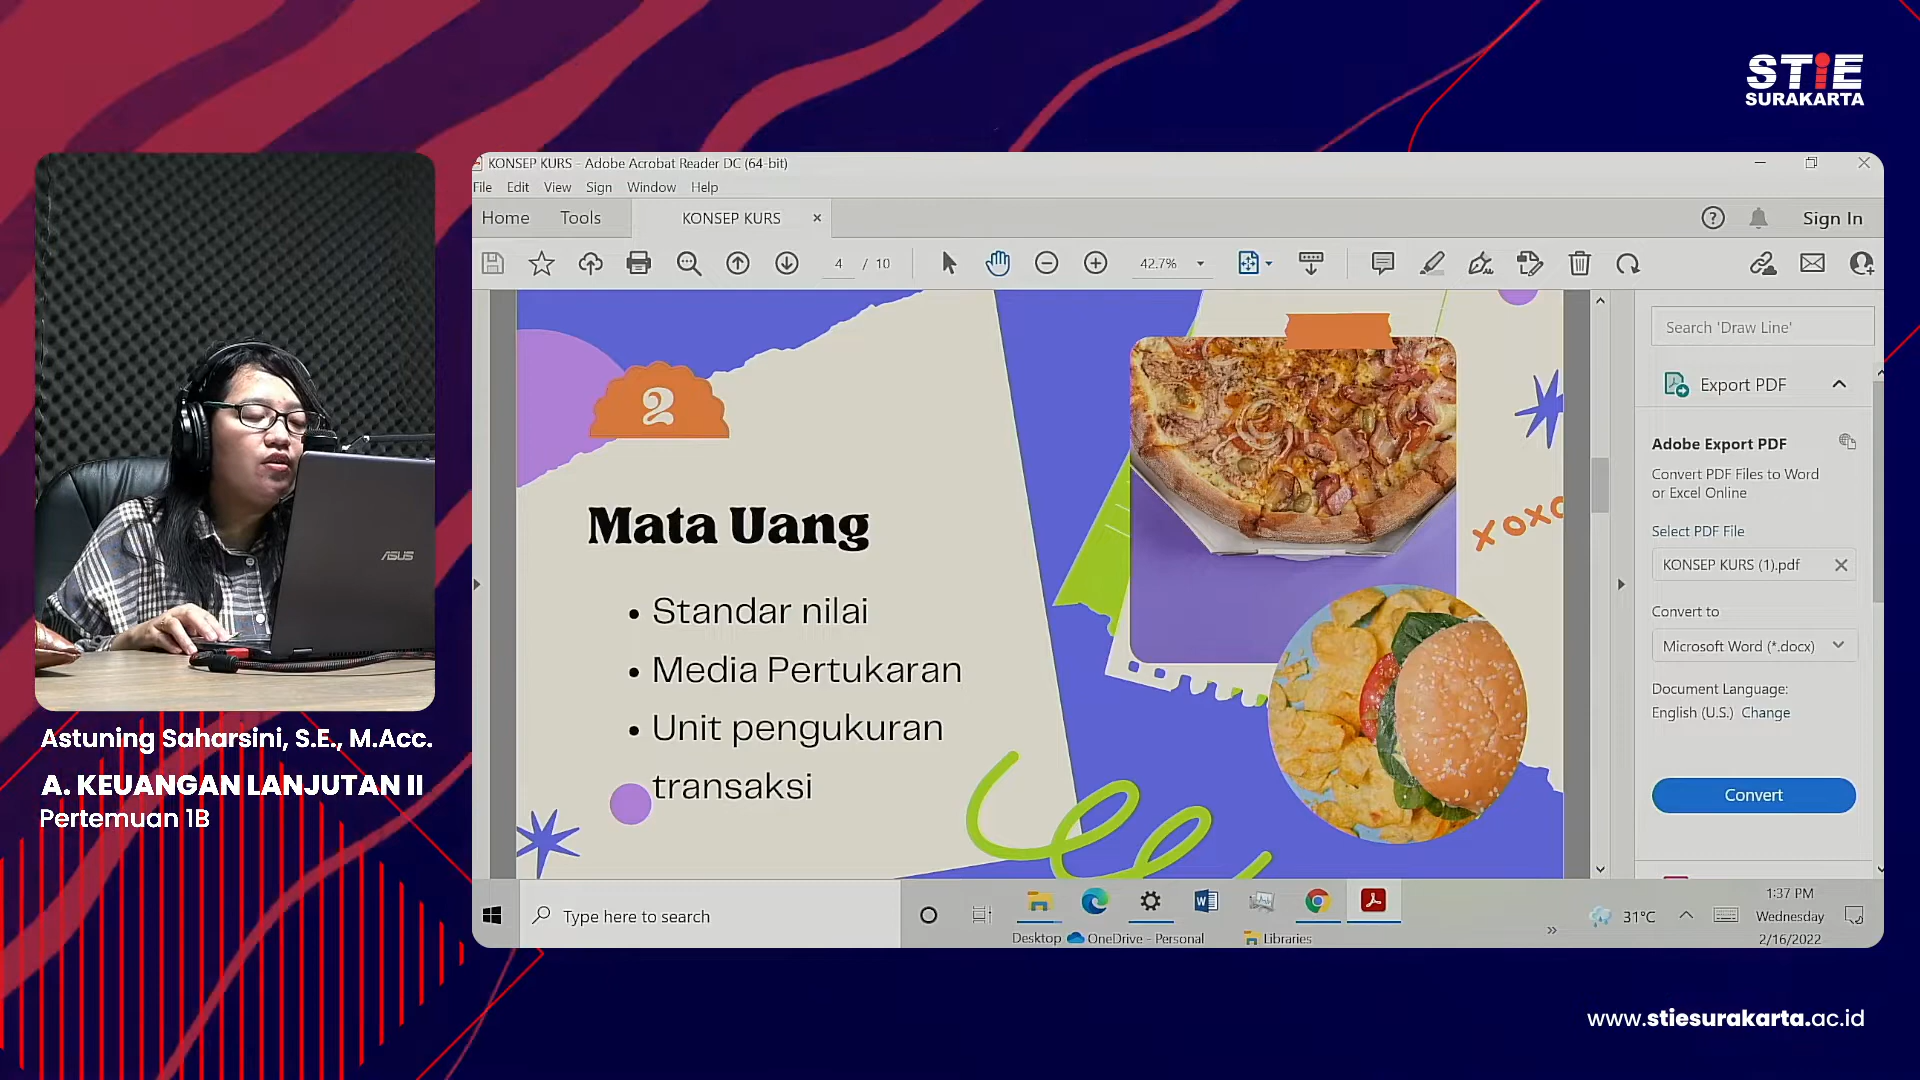 STiE
SURAKARTA
KONSEP KURS - Adobe Acrobat Reader DC (64-bit)
File Edit View Sign Window Help
Home Tools KONSEP KURS Sign In
4 / 10 42.7%
2
Mata Uang
• Standar nilai
• Media Pertukaran
• Unit pengukuran
transaksi
xoxo
Search 'Draw Line'
Export PDF
Adobe Export PDF
Convert PDF Files to Word
or Excel Online
Select PDF File
KONSEP KURS (1).pdf
Convert to
Microsoft Word (*.docx)
Document Language:
English (U.S.) Change
Convert
ASUS
Astuning Saharsini, S.E., M.Acc.
A. KEUANGAN LANJUTAN II
Pertemuan 1B
Type here to search
Desktop OneDrive - Personal Libraries
31°C
1:37 PM
Wednesday
2/16/2022
www.stiesurakarta.ac.id